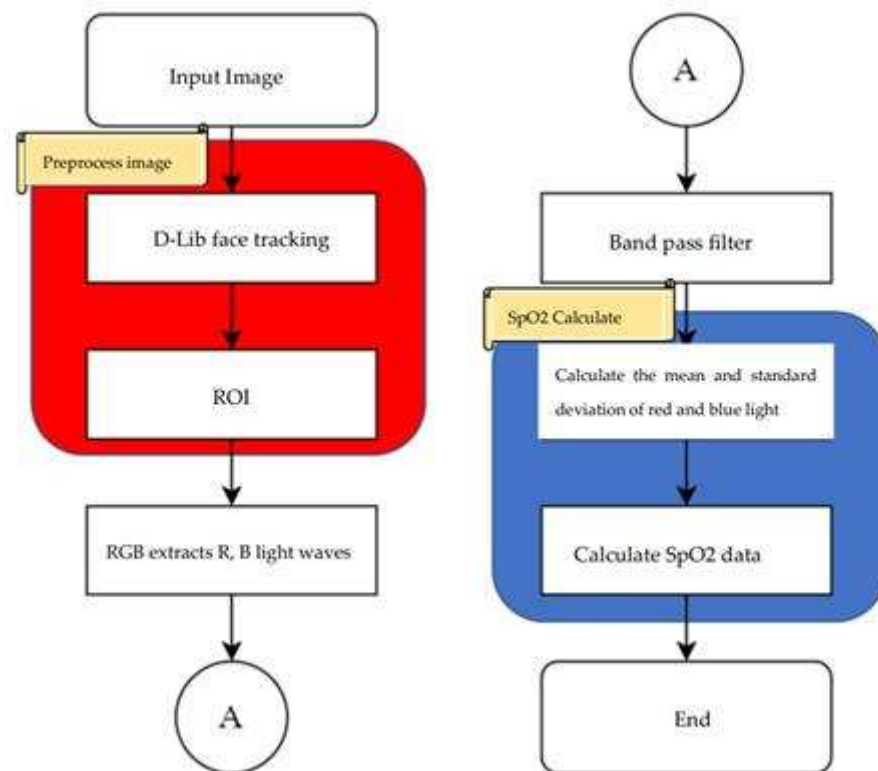 Input Image
Preprocess image
D-Lib face tracking
ROI
RGB extracts R, B light waves
A
A
Band pass filter
SpO2 Calculate
Calculate the mean and standard
deviation of red and blue light
Calculate SpO2 data
End